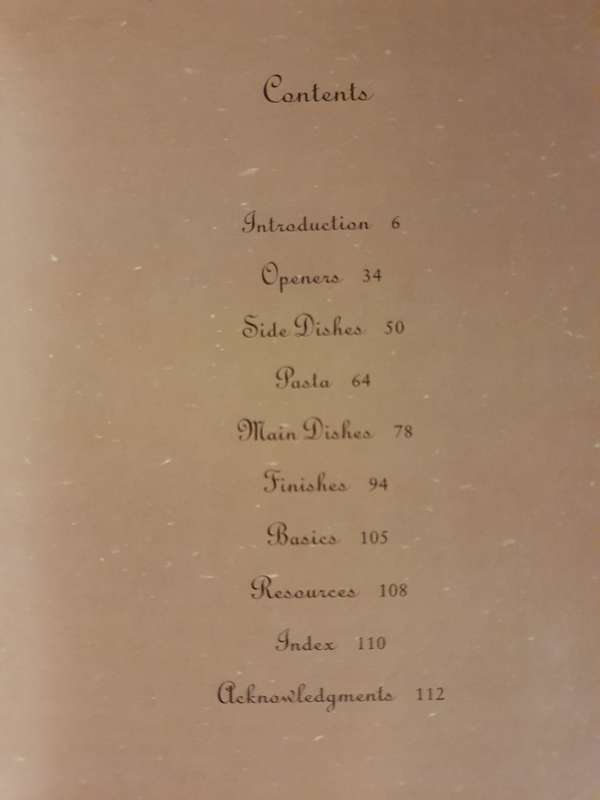 Contents
Introduction 6
Openers 34
Side Dishes 50
Pasta 64
Main Dishes 78
Finishes 94
Basics 105
Resources 108
Index 110
Acknowledgments 112